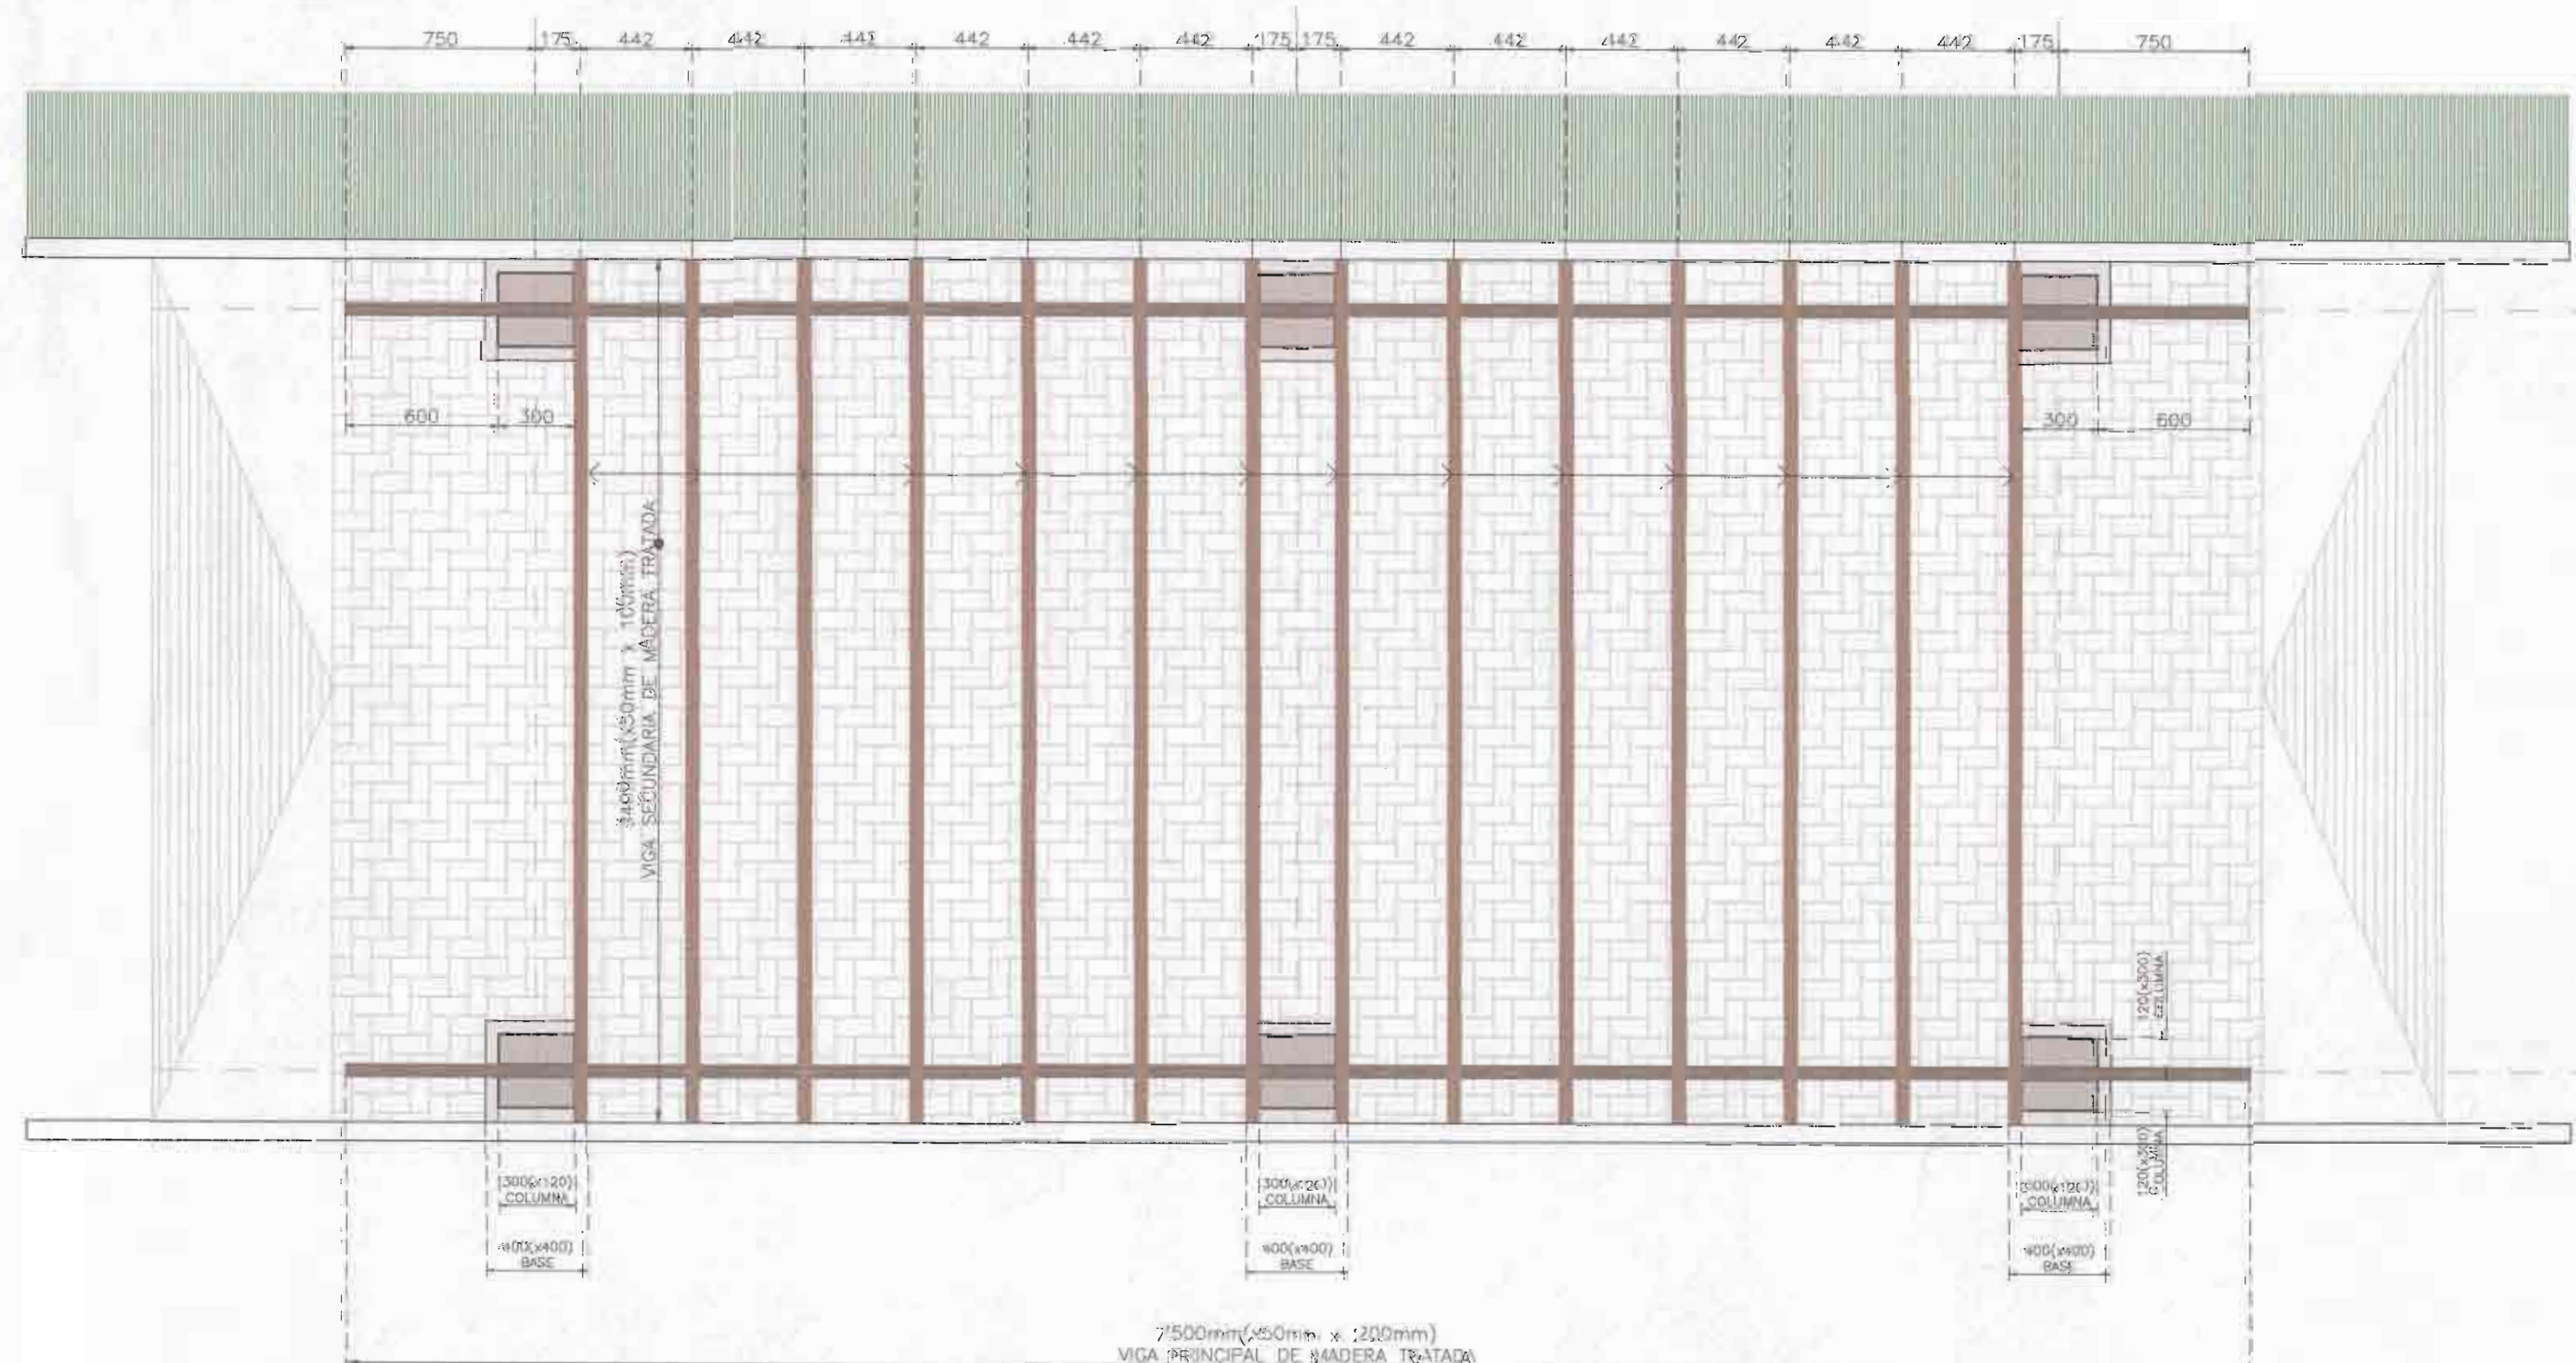 750 175 442 442 442 442 442 442 175 175 442 442 442 442 442 442 175 750
600 300
300 600
3400mm(x50mm x 100mm)
VIGA SECUNDARIA DE MADERA TRATADA
120(x300)
COLUMNA
120(x300)
COLUMNA
300(x120)
COLUMNA
300(x120)
COLUMNA
300(x120)
COLUMNA
400(x400)
BASE
400(x400)
BASE
400(x400)
BASE
7500mm(x50mm x 200mm)
VIGA PRINCIPAL DE MADERA TRATADA